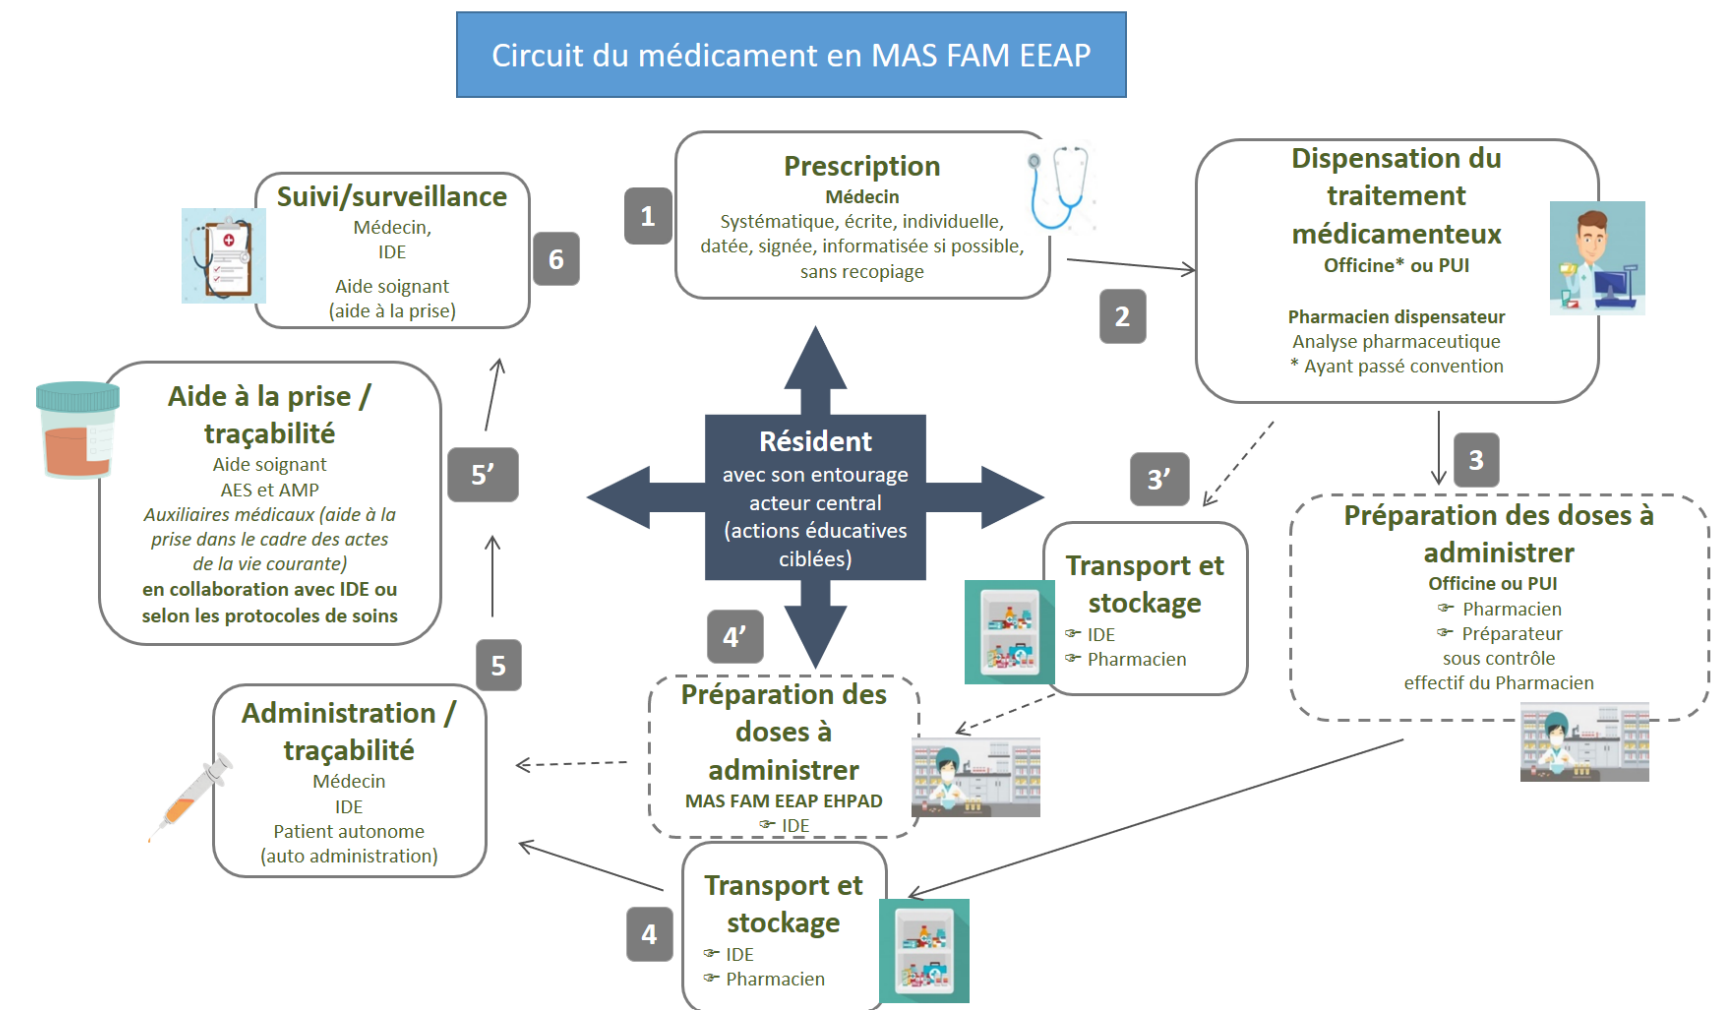 Circuit du médicament en MAS FAM EEAP
1
Prescription
Médecin
Systématique, écrite, individuelle,
datée, signée, informatisée si possible,
sans recopiage
2
Dispensation du
traitement
médicamenteux
Officine* ou PUI
Pharmacien dispensateur
Analyse pharmaceutique
* Ayant passé convention
3
Préparation des doses à
administrer
Officine ou PUI
☞ Pharmacien
☞ Préparateur
sous contrôle
effectif du Pharmacien
3’
Transport et
stockage
☞ IDE
☞ Pharmacien
4’
Préparation des
doses à
administrer
MAS FAM EEAP EHPAD
☞ IDE
4
Transport et
stockage
☞ IDE
☞ Pharmacien
5
Administration /
traçabilité
Médecin
IDE
Patient autonome
(auto administration)
5’
Aide à la prise /
traçabilité
Aide soignant
AES et AMP
Auxiliaires médicaux (aide à la
prise dans le cadre des actes
de la vie courante)
en collaboration avec IDE ou
selon les protocoles de soins
6
Suivi/surveillance
Médecin,
IDE
Aide soignant
(aide à la prise)
Résident
avec son entourage
acteur central
(actions éducatives
ciblées)